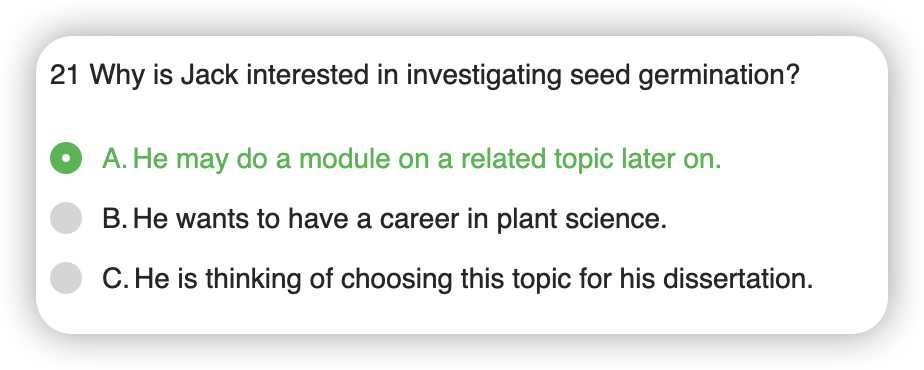 21 Why is Jack interested in investigating seed germination?
A. He may do a module on a related topic later on.
B. He wants to have a career in plant science.
C. He is thinking of choosing this topic for his dissertation.